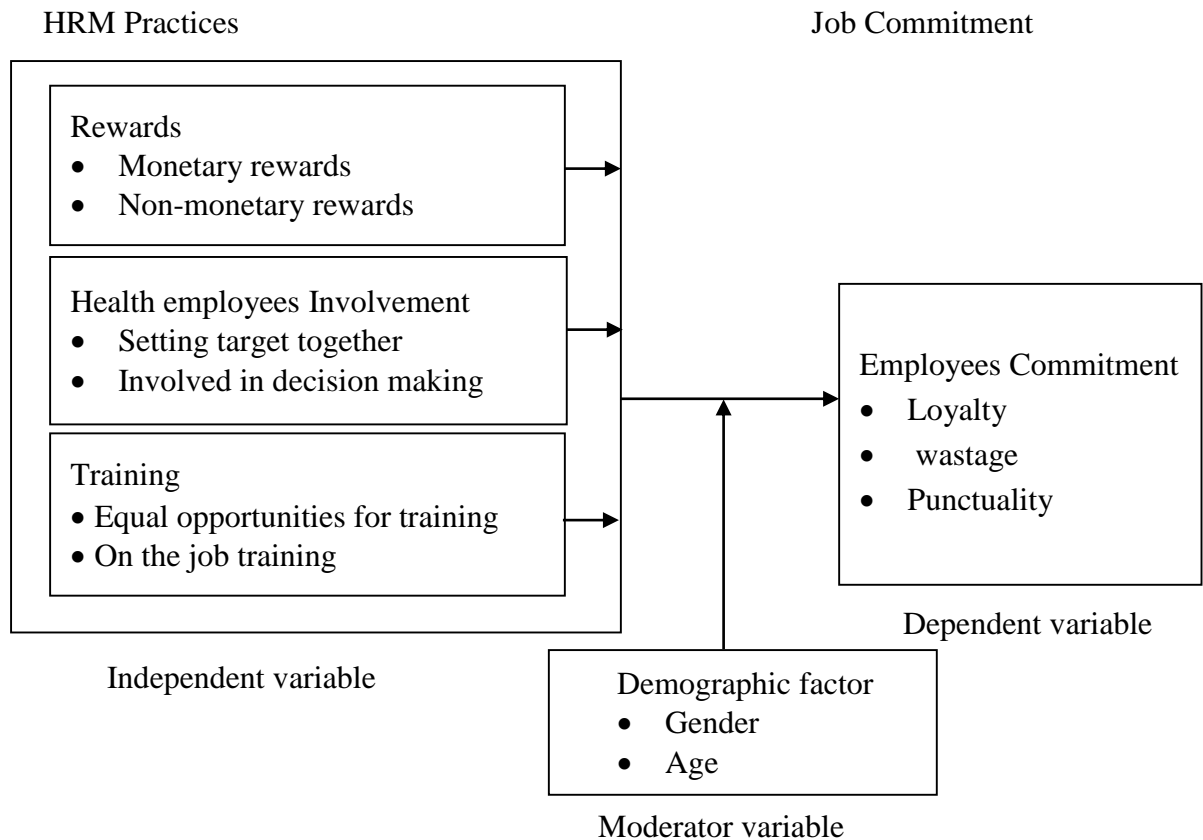 HRM Practices
Job Commitment
Rewards
• Monetary rewards
• Non-monetary rewards
Health employees Involvement
• Setting target together
• Involved in decision making
Training
• Equal opportunities for training
• On the job training
Independent variable
Employees Commitment
• Loyalty
• wastage
• Punctuality
Dependent variable
Demographic factor
• Gender
• Age
Moderator variable